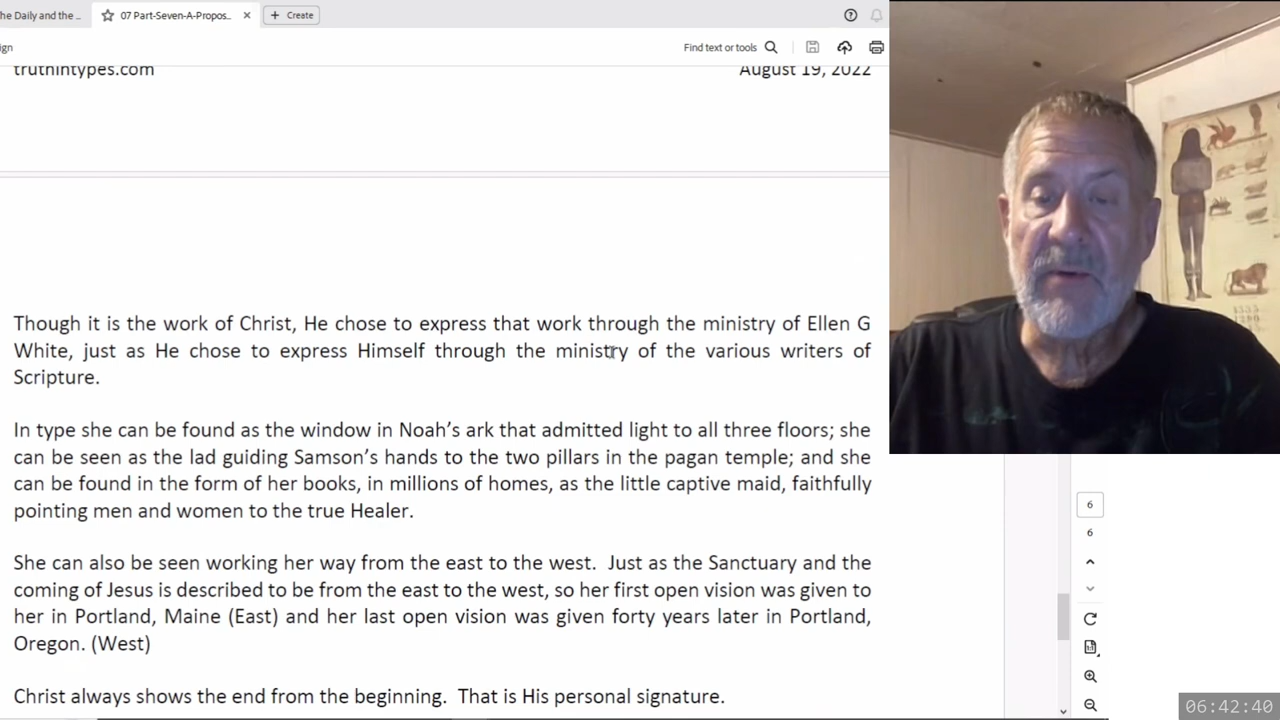 he Daily and the ..
07 Part-Seven-A-Propos..
Create
ign
Find text or tools
truthintypes.com
August 19, 2022
Though it is the work of Christ, He chose to express that work through the ministry of Ellen G
White, just as He chose to express Himself through the ministry of the various writers of
Scripture.
In type she can be found as the window in Noah’s ark that admitted light to all three floors; she
can be seen as the lad guiding Samson’s hands to the two pillars in the pagan temple; and she
can be found in the form of her books, in millions of homes, as the little captive maid, faithfully
pointing men and women to the true Healer.
She can also be seen working her way from the east to the west.  Just as the Sanctuary and the
coming of Jesus is described to be from the east to the west, so her first open vision was given to
her in Portland, Maine (East) and her last open vision was given forty years later in Portland,
Oregon. (West)
Christ always shows the end from the beginning.  That is His personal signature.
6
6
06:42:40